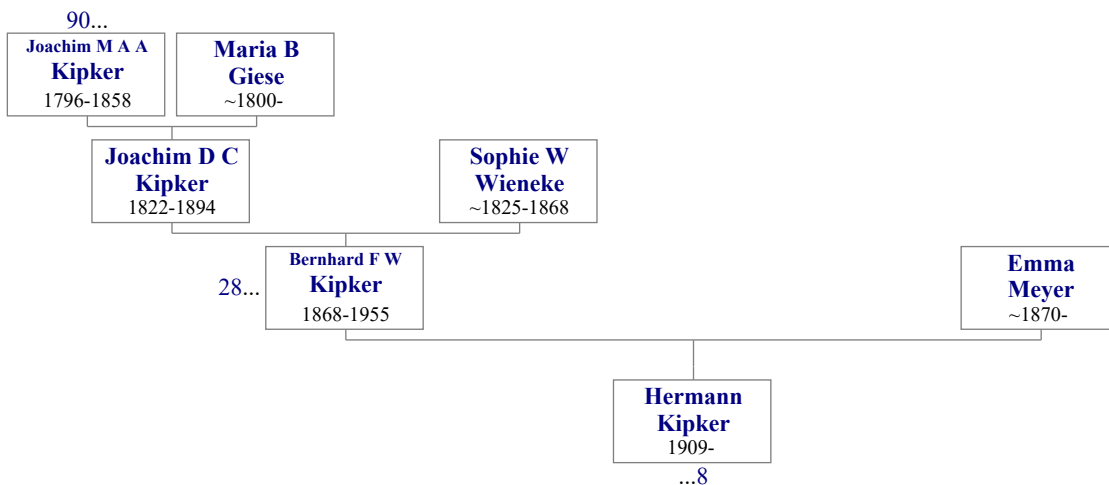 90...
Joachim M A A
Kipker
1796-1858
Maria B
Giese
~1800-
Joachim D C
Kipker
1822-1894
Sophie W
Wieneke
~1825-1868
28...
Bernhard F W
Kipker
1868-1955
Emma
Meyer
~1870-
Hermann
Kipker
1909-
...8